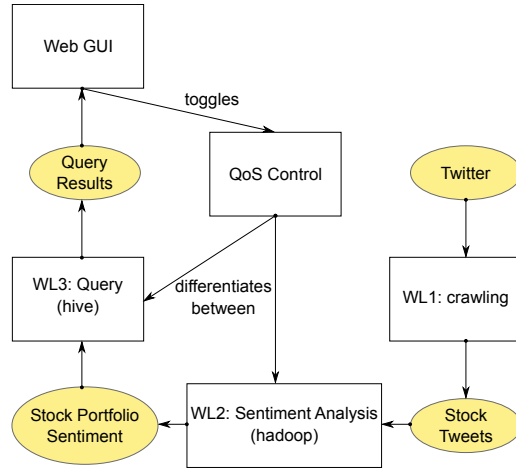 Web GUI
toggles
Query
Results
QoS Control
Twitter
WL3: Query
(hive)
differentiates
between
WL1: crawling
Stock Portfolio
Sentiment
WL2: Sentiment Analysis
(hadoop)
Stock
Tweets